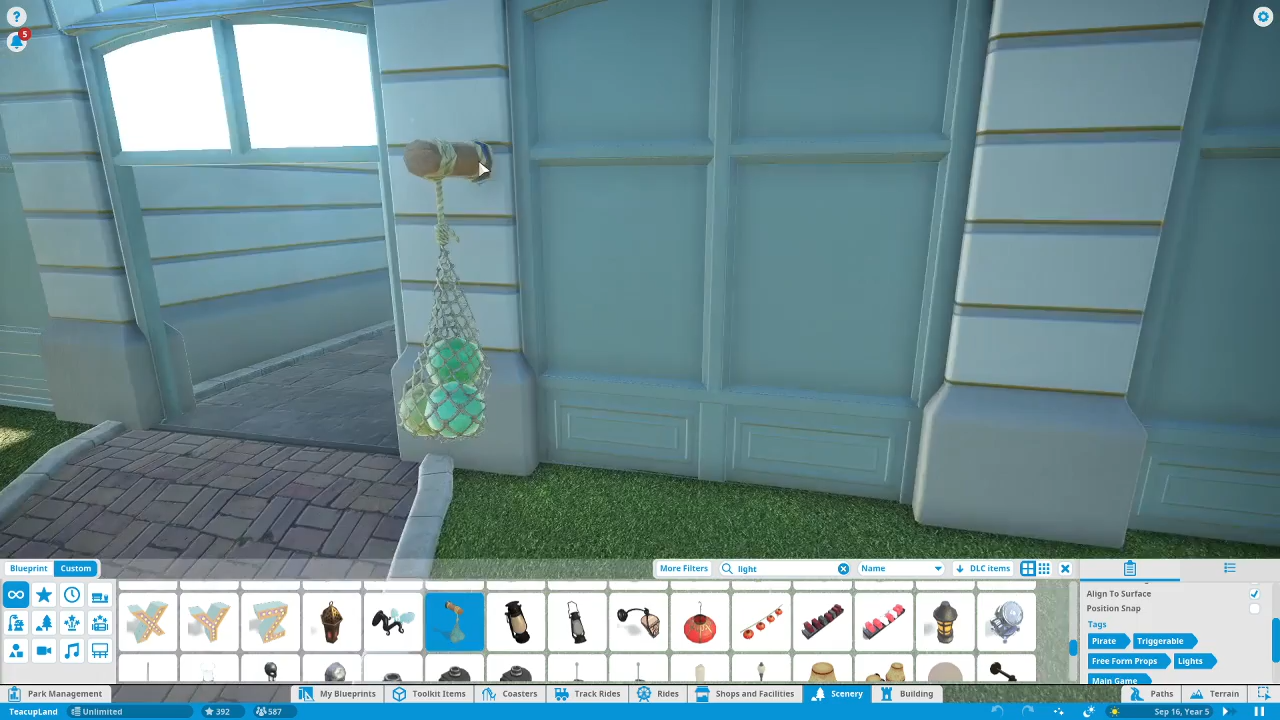 ?
5
Blueprint
Custom
More Filters
light
Name
DLC items
Align To Surface
Position Snap
Tags
Pirate
Triggerable
Free Form Props
Lights
Main Game
X
Y
Z
Park Management
My Blueprints
Toolkit Items
Coasters
Track Rides
Rides
Shops and Facilities
Scenery
Building
Paths
Terrain
TeacupLand
Unlimited
392
587
Sep 16, Year 5